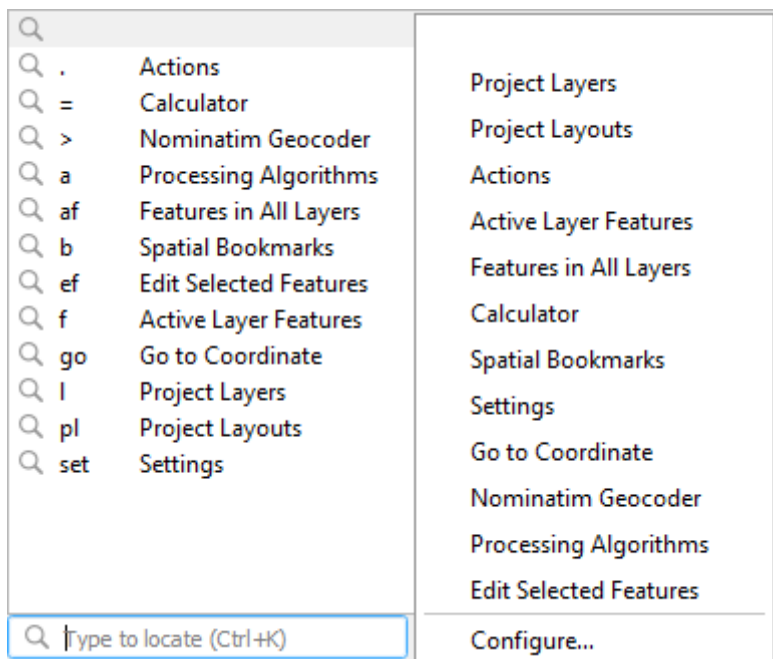 . Actions
= Calculator
> Nominatim Geocoder
a Processing Algorithms
af Features in All Layers
b Spatial Bookmarks
ef Edit Selected Features
f Active Layer Features
go Go to Coordinate
l Project Layers
pl Project Layouts
set Settings
Type to locate (Ctrl+K)
Project Layers
Project Layouts
Actions
Active Layer Features
Features in All Layers
Calculator
Spatial Bookmarks
Settings
Go to Coordinate
Nominatim Geocoder
Processing Algorithms
Edit Selected Features
Configure...